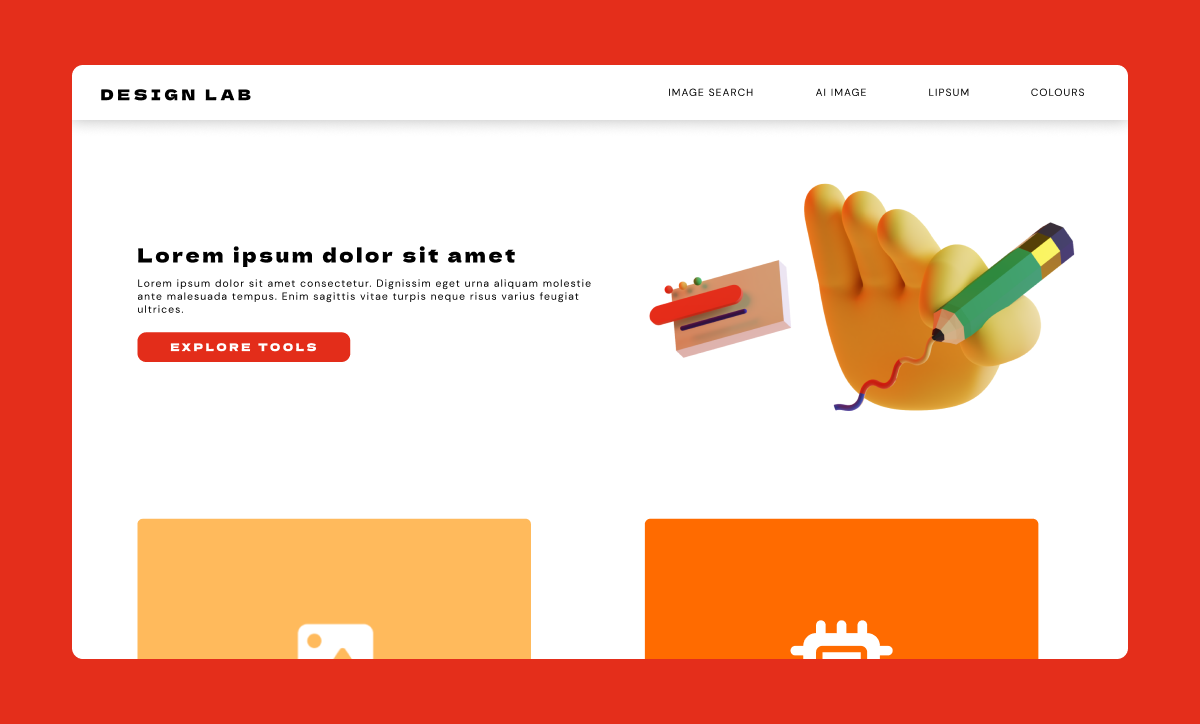 DESIGN LAB
IMAGE SEARCH
AI IMAGE
LIPSUM
COLOURS
Lorem ipsum dolor sit amet
Lorem ipsum dolor sit amet consectetur. Dignissim eget urna aliquam molestie
ante malesuada tempus. Enim sagittis vitae turpis neque risus varius feugiat
ultrices.
EXPLORE TOOLS